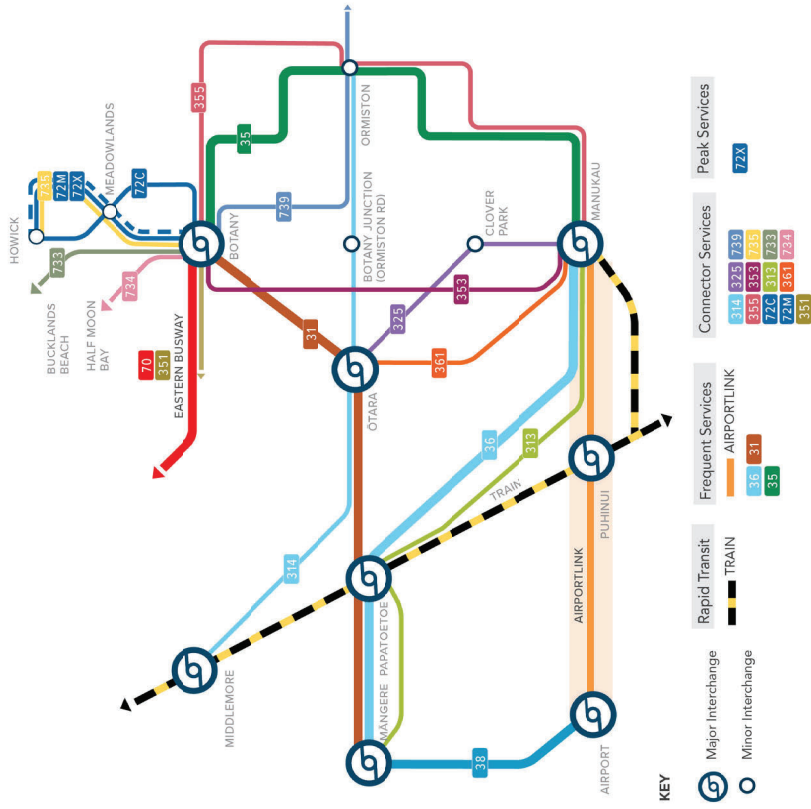 HOWICK
735
72M
72X
72C
MEADOWLANDS
BUCKLANDS
BEACH
733
HALF MOON
BAY
734
70
351
EASTERN BUSWAY
355
MIDDLEMORE
BOTANY
35
739
314
31
ORMISTON
BOTANY JUNCTION
(ORMISTON RD)
ŌTARA
MĀNGERE
PAPATOETOE
325
353
361
313
36
38
CLOVER
PARK
TRAIN
AIRPORTLINK
MANUKAU
PUHINUI
AIRPORT
KEY
Major Interchange
Minor Interchange
Rapid Transit
TRAIN
Frequent Services
AIRPORTLINK
36 31
35
Connector Services
314 325 739
355 353 735
72C 313 733
72M 361 734
351
Peak Services
72X